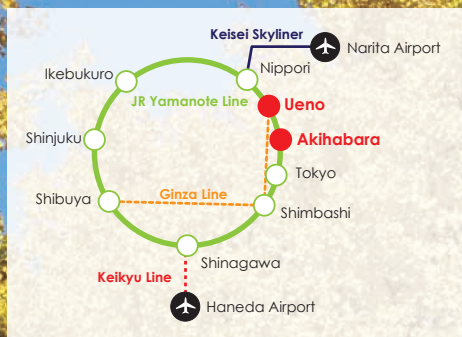 Keisei Skyliner
Narita Airport
Ikebukuro
Nippori
JR Yamanote Line
Ueno
Shinjuku
Akihabara
Tokyo
Shibuya
Ginza Line
Shimbashi
Shinagawa
Keikyu Line
Haneda Airport